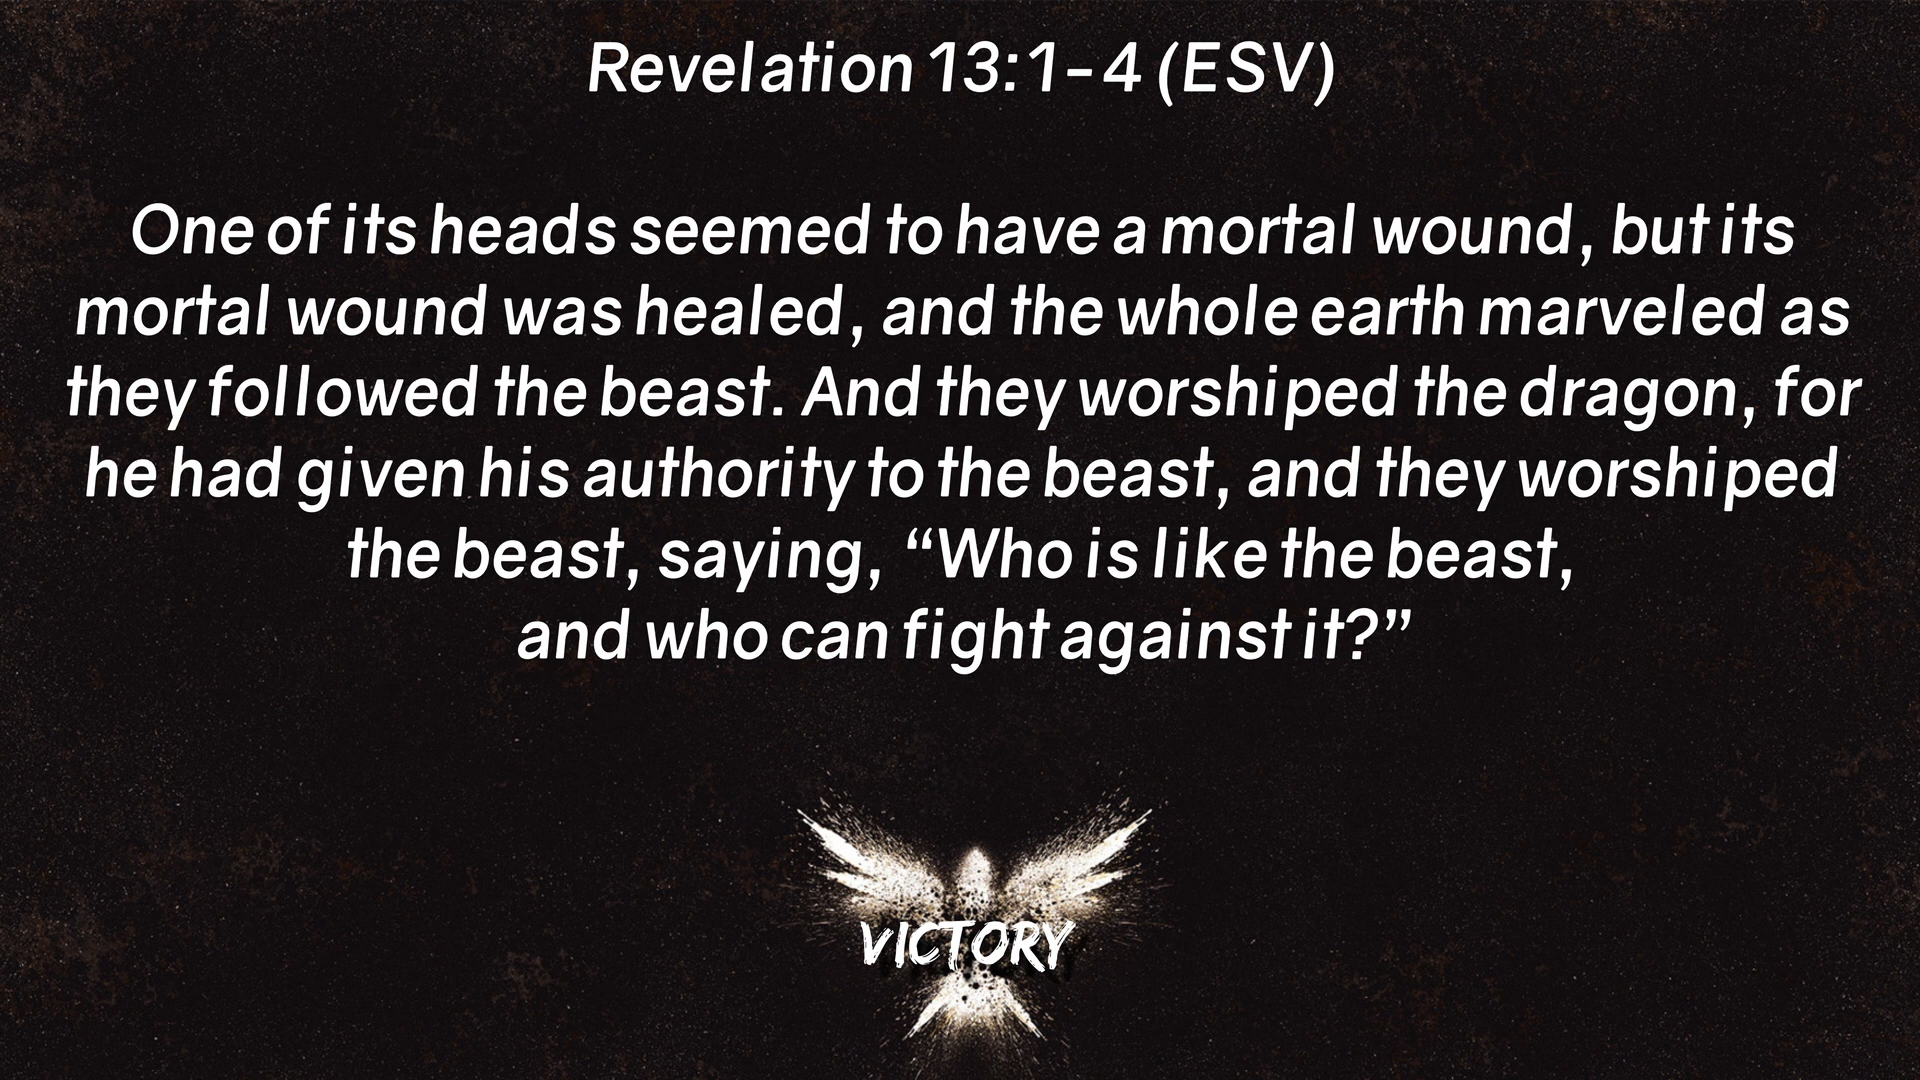 Revelation 13:1-4 (ESV)
One of its heads seemed to have a mortal wound, but its
mortal wound was healed, and the whole earth marveled as
they followed the beast. And they worshiped the dragon, for
he had given his authority to the beast, and they worshiped
the beast, saying, “Who is like the beast,
and who can fight against it?”
VICTORY